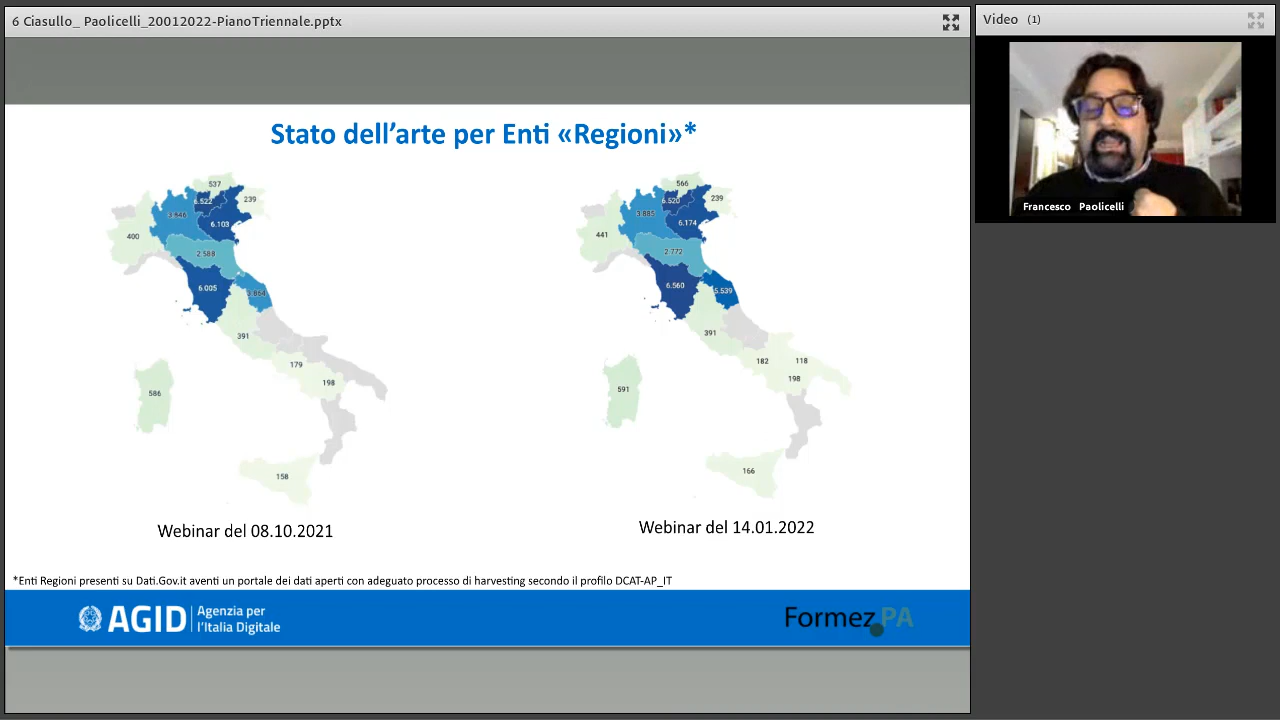 6 Ciasullo_ Paolicelli_20012022-PianoTriennale.pptx
Video (1)
Francesco Paolicelli
Stato dell’arte per Enti «Regioni»*
537
6.522
239
3.846
6.103
400
2.588
6.005
3.864
391
179
198
586
158
566
6.520
239
3.885
6.174
441
2.772
6.560
5.539
391
182
118
198
591
166
Webinar del 08.10.2021
Webinar del 14.01.2022
*Enti Regioni presenti su Dati.Gov.it aventi un portale dei dati aperti con adeguato processo di harvesting secondo il profilo DCAT-AP_IT
AGID
Agenzia per
l’Italia Digitale
Formez PA